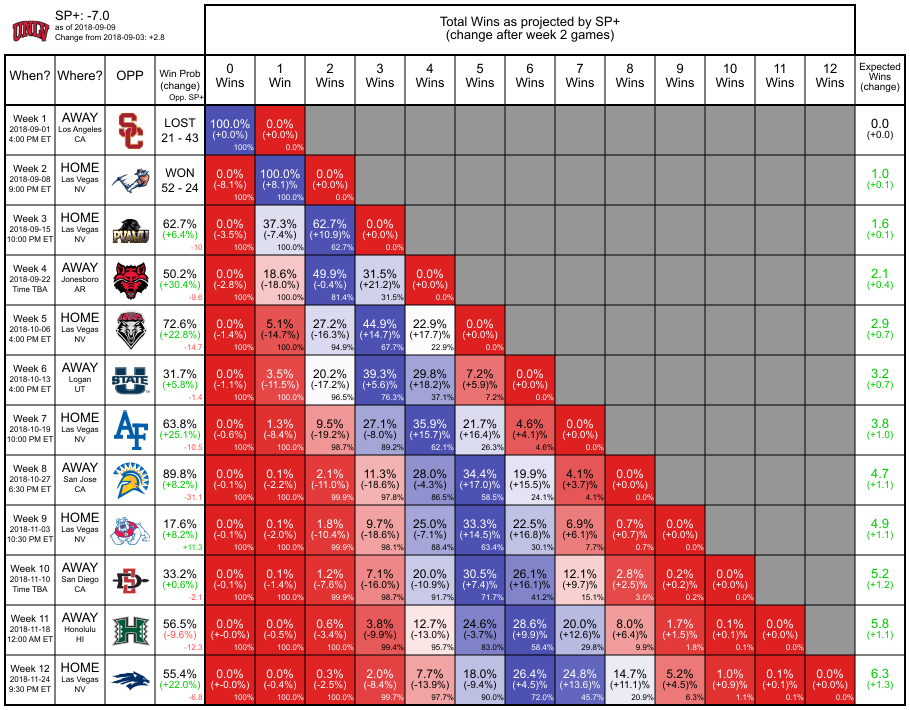 UNLV
SP+: -7.0
as of 2018-09-09
Change from 2018-09-03: +2.8
Total Wins as projected by SP+
(change after week 2 games)
When? Where? OPP Win Prob (change) Opp. SP+ 0 Wins 1 Win 2 Wins 3 Wins 4 Wins 5 Wins 6 Wins 7 Wins 8 Wins 9 Wins 10 Wins 11 Wins 12 Wins Expected Wins (change)
Week 1 AWAY SC LOST 100.0% 0.0% 0.0
2018-09-01 Los Angeles 21 - 43 (+0.0%) (+0.0%) (+0.0)
4:00 PM ET CA 100% 0.0%
Week 2 HOME WON 0.0% 100.0% 0.0% 1.0
2018-09-08 Las Vegas 52 - 24 (-8.1%) (+8.1)% (+0.0%) (+0.1)
9:00 PM ET NV 100% 100.0% 0.0%
Week 3 HOME PVAMU 62.7% 0.0% 37.3% 62.7% 0.0% 1.6
2018-09-15 Las Vegas (+6.4%) (-3.5%) (-7.4%) (+10.9)% (+0.0%) (+0.1)
10:00 PM ET NV -10 100% 100.0% 62.7% 0.0%
Week 4 AWAY 50.2% 0.0% 18.6% 49.9% 31.5% 0.0% 2.1
2018-09-22 Jonesboro (+30.4%) (-2.8%) (-18.0%) (-0.4%) (+21.2)% (+0.0%) (+0.4)
Time TBA AR -9.6 100% 100.0% 81.4% 31.5% 0.0%
Week 5 HOME 72.6% 0.0% 5.1% 27.2% 44.9% 22.9% 0.0% 2.9
2018-10-06 Las Vegas (+22.8%) (-1.4%) (-14.7%) (-16.3%) (+14.7)% (+17.7)% (+0.0%) (+0.7)
4:00 PM ET NV -14.7 100% 100.0% 94.9% 67.7% 22.9% 0.0%
Week 6 AWAY STATE 31.7% 0.0% 3.5% 20.2% 39.3% 29.8% 7.2% 0.0% 3.2
2018-10-13 Logan (+5.8%) (-1.1%) (-11.5%) (-17.2%) (+5.6)% (+18.2)% (+5.9)% (+0.0%) (+0.7)
4:00 PM ET UT -1.4 100% 100.0% 96.5% 76.3% 37.1% 7.2% 0.0%
Week 7 HOME AF 63.8% 0.0% 1.3% 9.5% 27.1% 35.9% 21.7% 4.6% 0.0% 3.8
2018-10-19 Las Vegas (+25.1%) (-0.6%) (-8.4%) (-19.2%) (-8.0%) (+15.7)% (+16.4)% (+4.1)% (+0.0%) (+1.0)
10:00 PM ET NV -10.5 100% 100.0% 98.7% 89.2% 62.1% 26.3% 4.6% 0.0%
Week 8 AWAY 89.8% 0.0% 0.1% 2.1% 11.3% 28.0% 34.4% 19.9% 4.1% 0.0% 4.7
2018-10-27 San Jose (+8.2%) (-0.1%) (-2.2%) (-11.0%) (-18.6%) (-4.3%) (+17.0)% (+15.5)% (+3.7)% (+0.0%) (+1.1)
6:30 PM ET CA -31.1 100% 100.0% 99.9% 97.8% 86.5% 58.5% 24.1% 4.1% 0.0%
Week 9 HOME 17.6% 0.0% 0.1% 1.8% 9.7% 25.0% 33.3% 22.5% 6.9% 0.7% 0.0% 4.9
2018-11-03 Las Vegas (+8.2%) (-0.1%) (-2.0%) (-10.4%) (-18.6%) (-7.1%) (+14.5)% (+16.8)% (+6.1)% (+0.7)% (+0.0%) (+1.1)
10:30 PM ET NV +11.3 100% 100.0% 99.9% 98.1% 88.4% 63.4% 30.1% 7.7% 0.7% 0.0%
Week 10 AWAY SD 33.2% 0.0% 0.1% 1.2% 7.1% 20.0% 30.5% 26.1% 12.1% 2.8% 0.2% 0.0% 5.2
2018-11-10 San Diego (+0.6%) (-0.1%) (-1.4%) (-7.6%) (-16.0%) (-10.9%) (+7.4)% (+16.1)% (+9.7)% (+2.5)% (+0.2)% (+0.0%) (+1.2)
Time TBA CA -2.1 100% 100.0% 99.9% 98.7% 91.7% 71.7% 41.2% 15.1% 3.0% 0.2% 0.0%
Week 11 AWAY H 56.5% 0.0% 0.0% 0.6% 3.8% 12.7% 24.6% 28.6% 20.0% 8.0% 1.7% 0.1% 0.0% 5.8
2018-11-18 Honolulu (-9.6%) (+-0.0%) (-0.5%) (-3.4%) (-9.9%) (-13.0%) (-3.7%) (+9.9)% (+12.6)% (+6.4)% (+1.5)% (+0.1)% (+0.0%) (+1.1)
12:00 AM ET HI -12.3 100% 100.0% 100.0% 99.4% 95.7% 83.0% 58.4% 29.8% 9.9% 1.8% 0.1% 0.0%
Week 12 HOME 55.4% 0.0% 0.0% 0.3% 2.0% 7.7% 18.0% 26.4% 24.8% 14.7% 5.2% 1.0% 0.1% 0.0% 6.3
2018-11-24 Las Vegas (+22.0%) (+-0.0%) (-0.4%) (-2.5%) (-8.4%) (-13.9%) (-9.4%) (+4.5)% (+13.6)% (+11.1)% (+4.5)% (+0.9)% (+0.1)% (+0.0%) (+1.3)
9:30 PM ET NV -6.8 100% 100.0% 100.0% 99.7% 97.7% 90.0% 72.0% 45.7% 20.9% 6.3% 1.1% 0.1% 0.0%